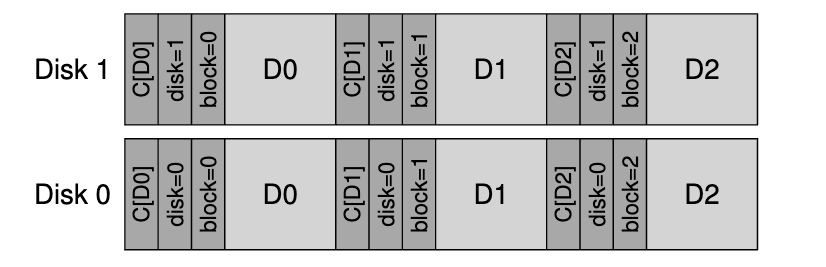 Disk 1 C[D0] disk=1 block=0 D0 C[D1] disk=1 block=1 D1 C[D2] disk=1 block=2 D2
Disk 0 C[D0] disk=0 block=0 D0 C[D1] disk=0 block=1 D1 C[D2] disk=0 block=2 D2